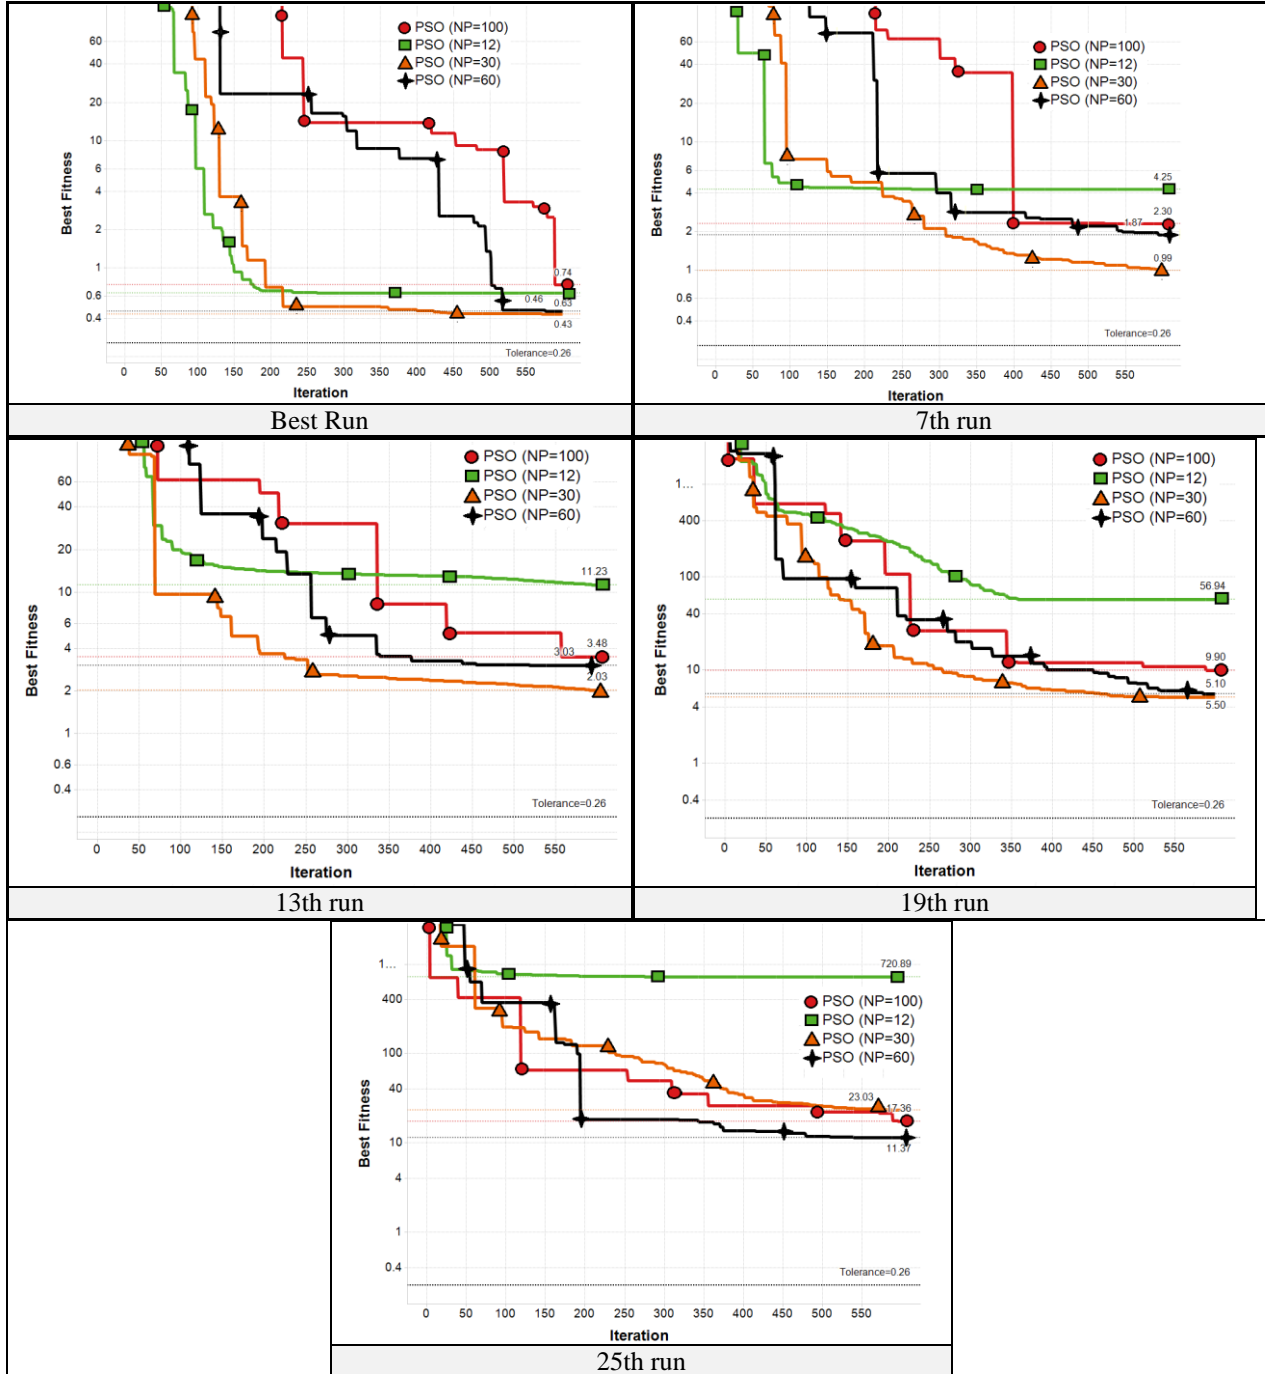 PSO (NP=100)
PSO (NP=12)
PSO (NP=30)
PSO (NP=60)
60
40
20
10
6
4
2
1
0.6
0.4
Best Fitness
0.74
0.46
0.63
0.43
Tolerance=0.26
0 50 100 150 200 250 300 350 400 450 500 550
Iteration
Best Run
PSO (NP=100)
PSO (NP=12)
PSO (NP=30)
PSO (NP=60)
60
40
20
10
6
4
2
1
0.6
0.4
Best Fitness
4.25
2.30
1.87
0.99
Tolerance=0.26
0 50 100 150 200 250 300 350 400 450 500 550
Iteration
7th run
PSO (NP=100)
PSO (NP=12)
PSO (NP=30)
PSO (NP=60)
60
40
20
10
6
4
2
1
0.6
0.4
Best Fitness
11.23
3.48
3.03
2.03
Tolerance=0.26
0 50 100 150 200 250 300 350 400 450 500 550
Iteration
13th run
PSO (NP=100)
PSO (NP=12)
PSO (NP=30)
PSO (NP=60)
1...
400
100
40
10
4
1
0.4
Best Fitness
56.94
9.90
5.10
5.50
Tolerance=0.26
0 50 100 150 200 250 300 350 400 450 500 550
Iteration
19th run
1...
400
100
40
10
4
1
0.4
Best Fitness
720.89
PSO (NP=100)
PSO (NP=12)
PSO (NP=30)
PSO (NP=60)
23.03
17.36
11.37
Tolerance=0.26
0 50 100 150 200 250 300 350 400 450 500 550
Iteration
25th run